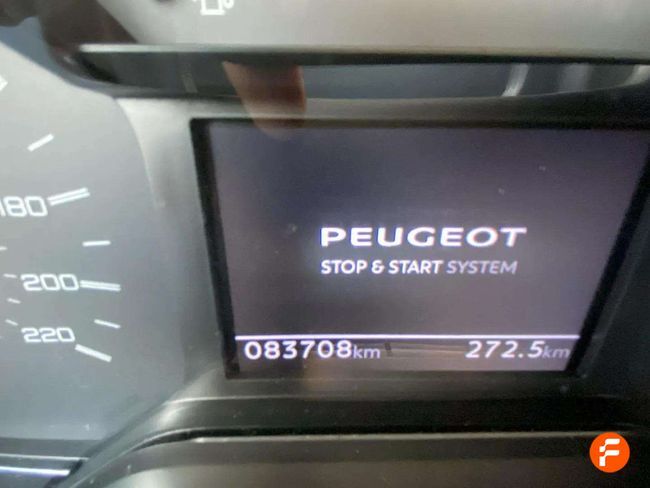 PEUGEOT
STOP & START SYSTEM
180
200
220
083708km 272.5km